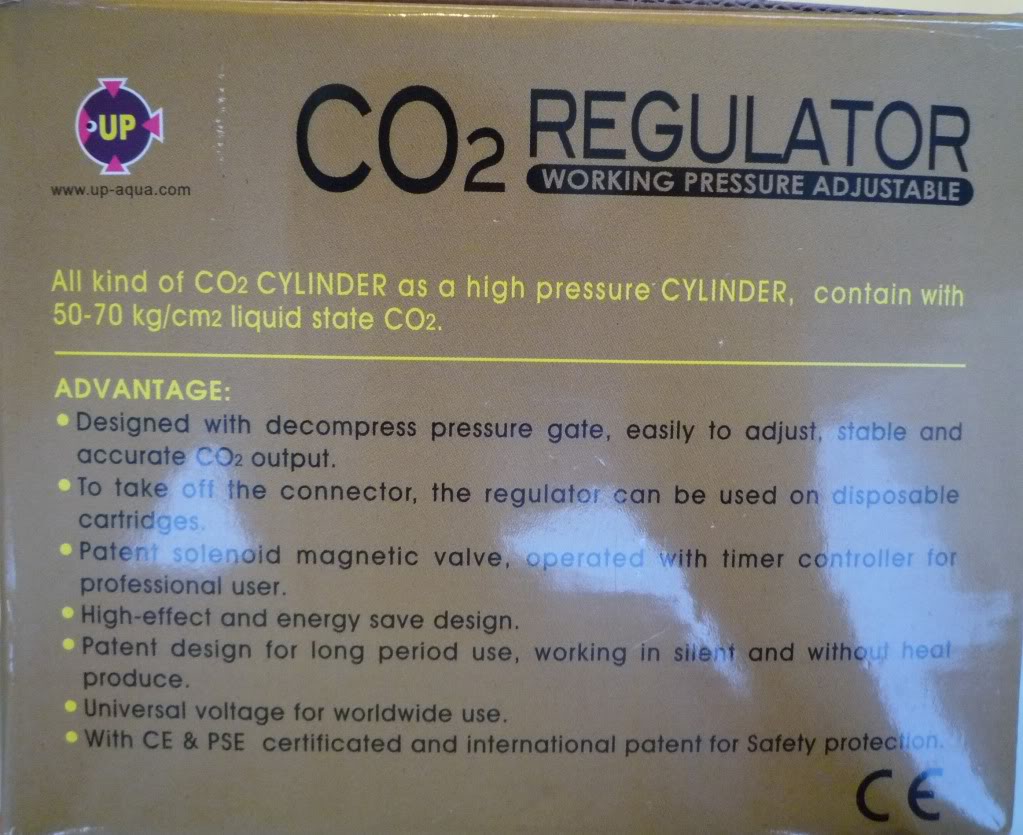 UP
www.up-aqua.com
CO2 REGULATOR
WORKING PRESSURE ADJUSTABLE
All kind of CO2 CYLINDER as a high pressure CYLINDER, contain with
50-70 kg/cm2 liquid state CO2.
ADVANTAGE:
• Designed with decompress pressure gate, easily to adjust, stable and
accurate CO2 output.
• To take off the connector, the regulator can be used on disposable
cartridges.
• Patent solenoid magnetic valve, operated with timer controller for
professional user.
• High-effect and energy save design.
• Patent design for long period use, working in silent and without heat
produce.
• Universal voltage for worldwide use.
• With CE & PSE certificated and international patent for Safety protection.
CE